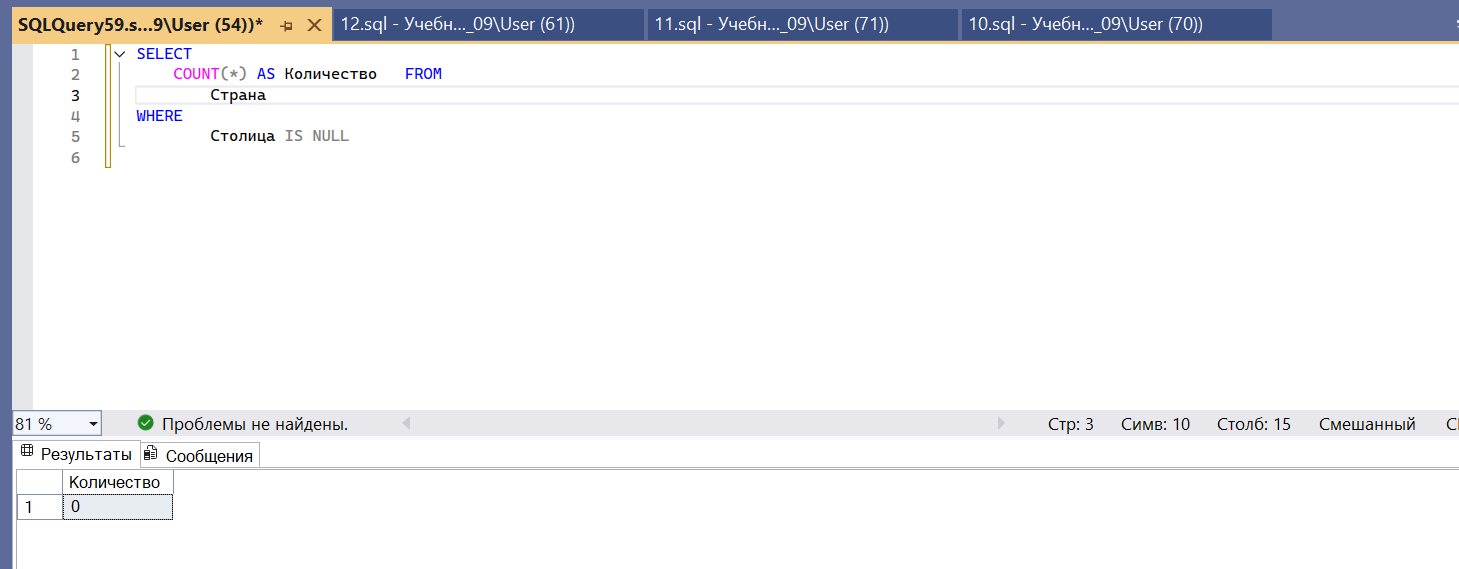 SQLQuery59.s...9\User (54))* 12.sql - Учебн..._09\User (61)) 11.sql - Учебн..._09\User (71)) 10.sql - Учебн..._09\User (70))
1 SELECT
2 COUNT(*) AS Количество FROM
3 Страна
4 WHERE
5 Столица IS NULL
6
81 % Проблемы не найдены. Стр: 3 Симв: 10 Столб: 15 Смешанный
Результаты Сообщения
Количество
1 0